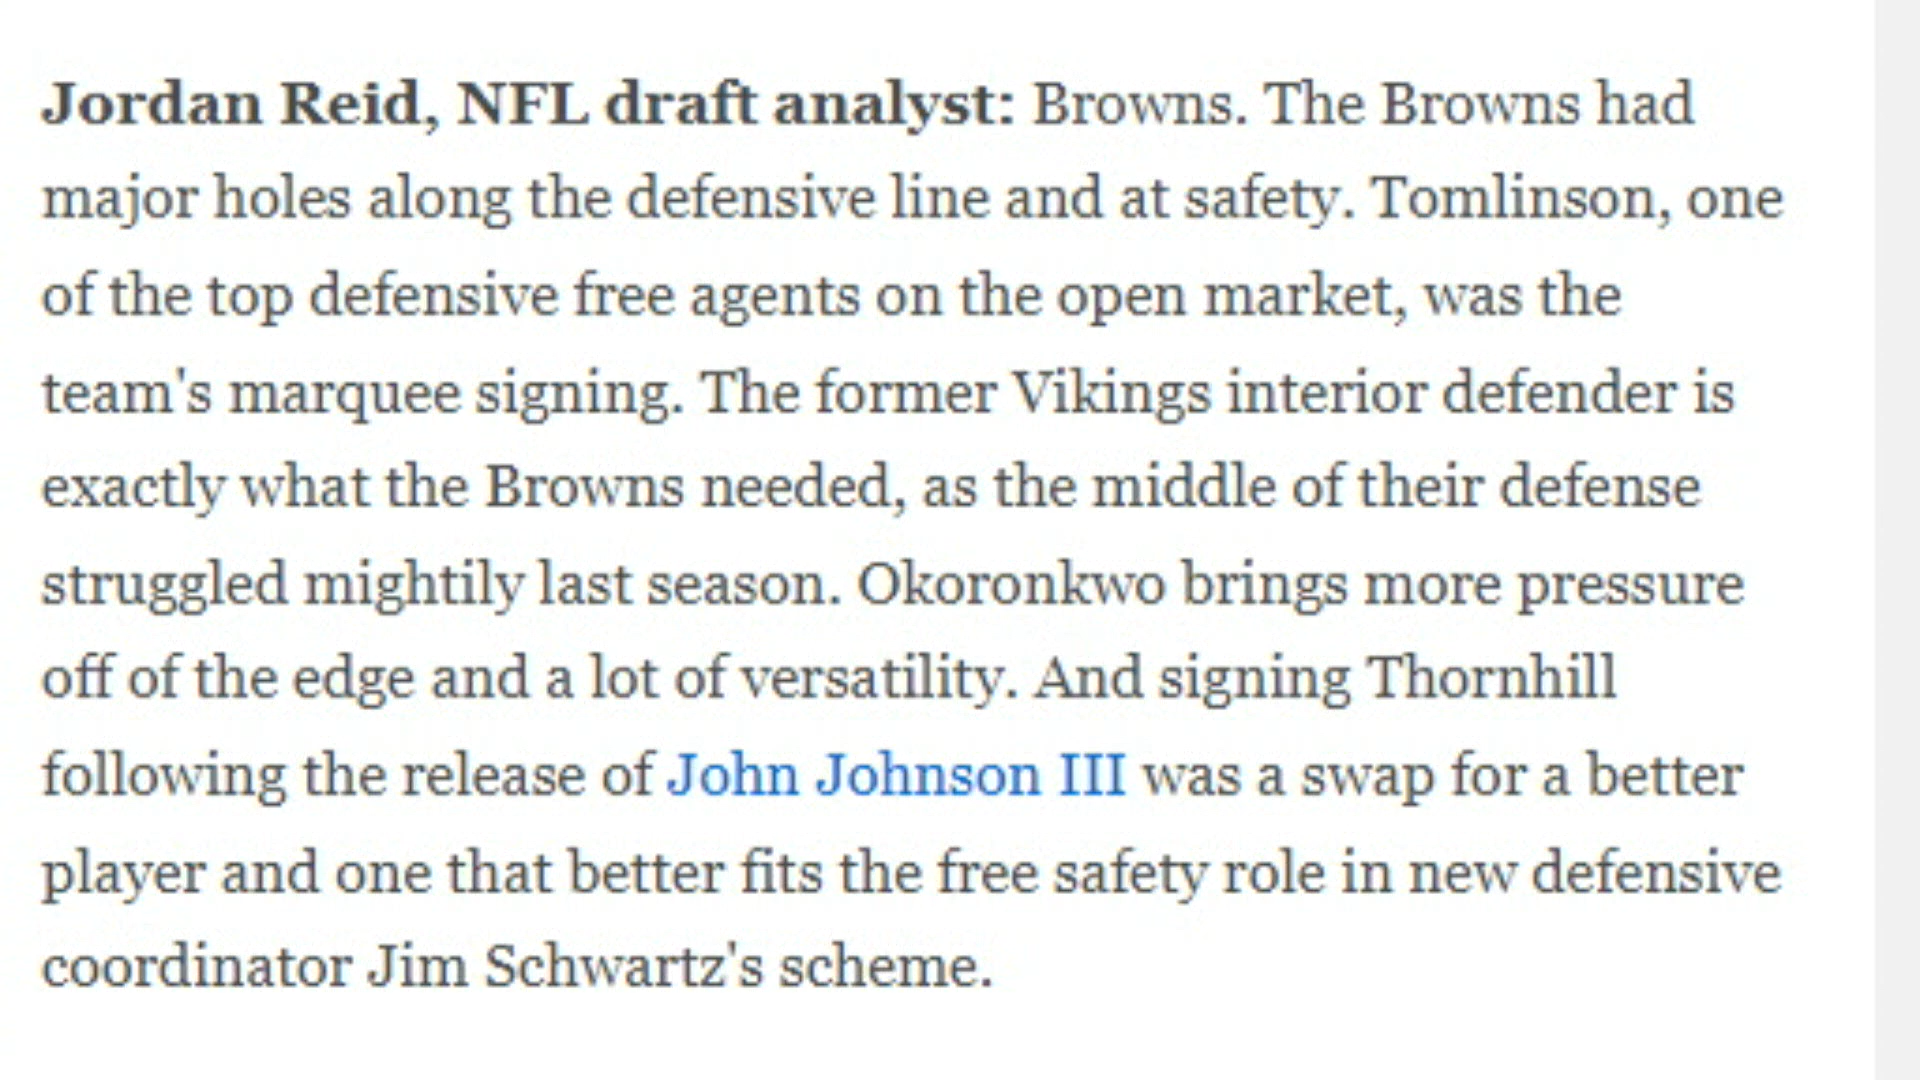 Jordan Reid, NFL draft analyst: Browns. The Browns had
major holes along the defensive line and at safety. Tomlinson, one
of the top defensive free agents on the open market, was the
team's marquee signing. The former Vikings interior defender is
exactly what the Browns needed, as the middle of their defense
struggled mightily last season. Okoronkwo brings more pressure
off of the edge and a lot of versatility. And signing Thornhill
following the release of John Johnson III was a swap for a better
player and one that better fits the free safety role in new defensive
coordinator Jim Schwartz's scheme.